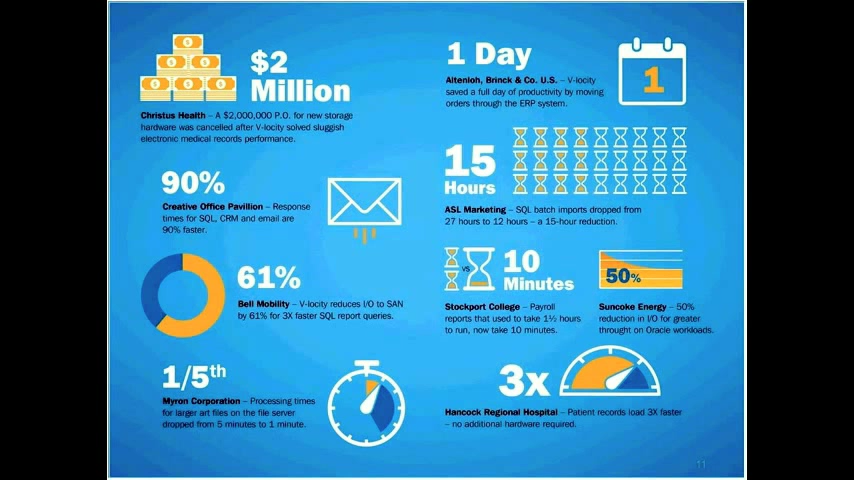 $2
Million
Christus Health – A $2,000,000 P.O. for new storage
hardware was cancelled after V-locity solved sluggish
electronic medical records performance.
1 Day
Altenloh, Brinck & Co. U.S. – V-locity
saved a full day of productivity by moving
orders through the ERP system.
1
90%
Creative Office Pavillion – Response
times for SQL, CRM and email are
90% faster.
15
Hours
ASL Marketing – SQL batch imports dropped from
27 hours to 12 hours – a 15-hour reduction.
61%
Bell Mobility – V-locity reduces I/O to SAN
by 61% for 3X faster SQL report queries.
VS
10
Minutes
Stockport College – Payroll
reports that used to take 1½ hours
to run, now take 10 minutes.
50%
Suncoke Energy – 50%
reduction in I/O for greater
throught on Oracle workloads.
1/5th
Myron Corporation – Processing times
for larger art files on the file server
dropped from 5 minutes to 1 minute.
3x
Hancock Regional Hospital – Patient records load 3X faster
– no additional hardware required.
11